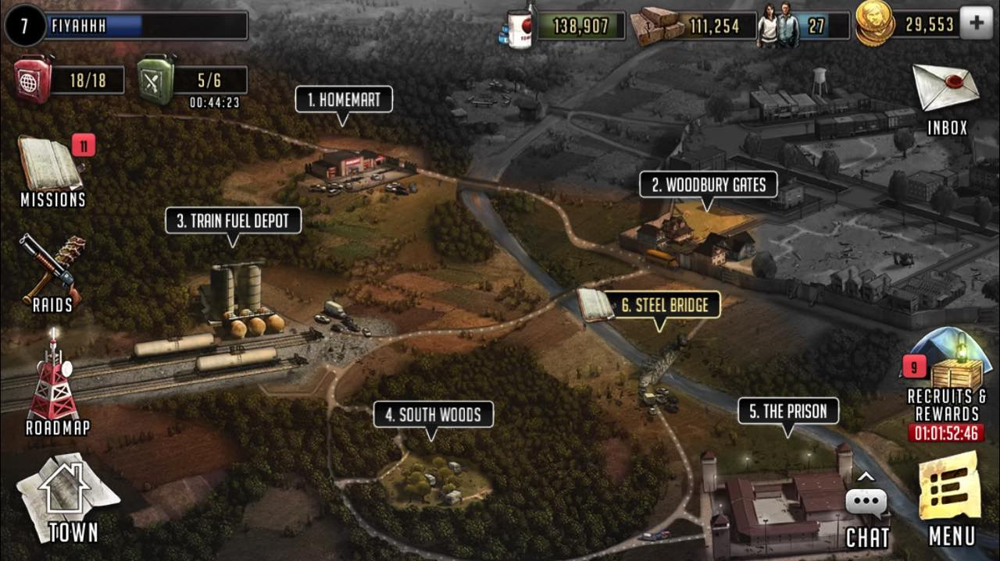 7
FIYAHHH
138,907
111,254
27
29,553
+
18/18
5/6
00:44:23
1. HOMEMART
INBOX
11
MISSIONS
2. WOODBURY GATES
3. TRAIN FUEL DEPOT
RAIDS
6. STEEL BRIDGE
9
RECRUITS &
REWARDS
01:01:52:46
ROADMAP
4. SOUTH WOODS
5. THE PRISON
TOWN
CHAT
MENU